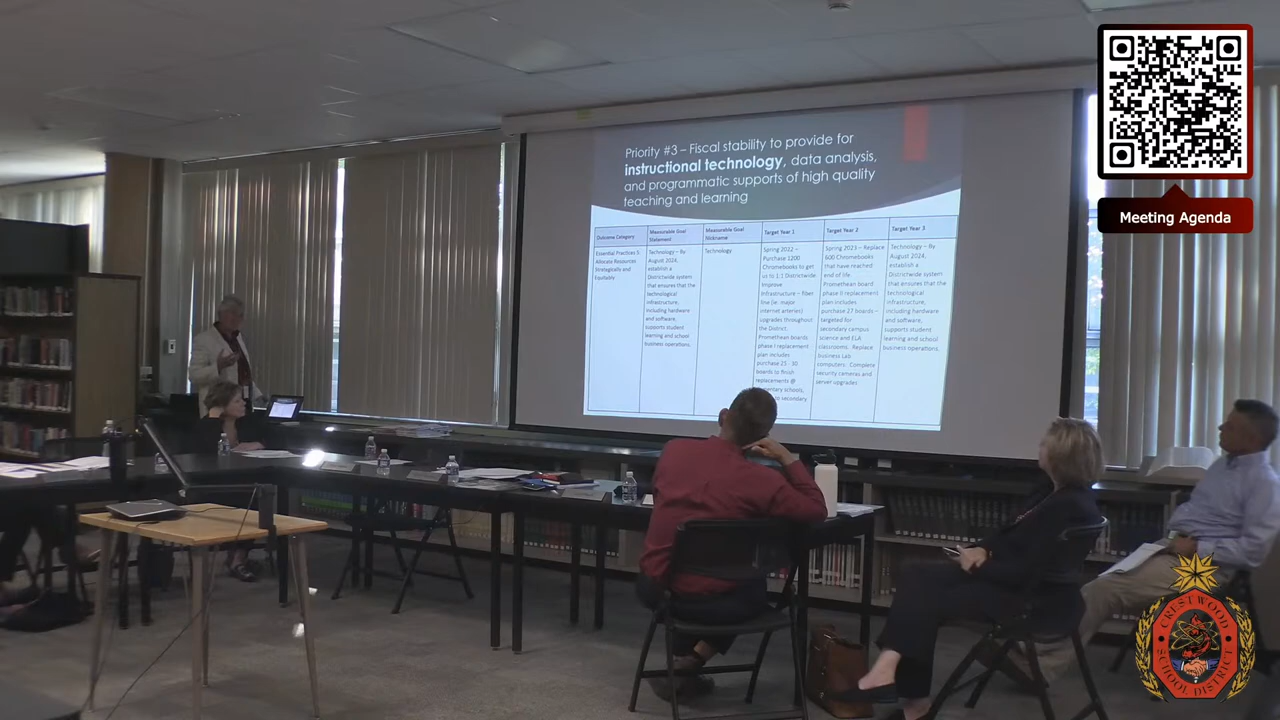 Priority #3 – Fiscal stability to provide for
instructional technology, data analysis,
and programmatic supports of high quality
teaching and learning
Outcome Category
Measurable Goal
Statement
Measurable Goal
Nickname
Target Year 1
Target Year 2
Target Year 3
Essential Practices 5:
Allocate Resources
Strategically and
Equitably
Technology – By
August 2024,
establish a
Districtwide system
that ensures that the
technological
infrastructure,
including hardware
and software,
supports student
learning and school
business operations.
Technology
Spring 2022 –
Purchase 1200
Chromebooks to get
us to 1:1 Districtwide
Improve
Infrastructure – Fiber
line (ie. major
internet arteries)
upgrades throughout
the District.
Promethean boards
phase I replacement
plan includes
purchase 25 - 30
boards to finish
replacements @
schools,
to secondary
Spring 2023 – Replace
600 Chromebooks
that have reached
end of life.
Promethean board
phase II replacement
plan includes
purchase 27 boards –
targeted for
secondary campus
science and ELA
classrooms. Replace
business Lab
computers. Complete
security cameras and
server upgrades
Technology – By
August 2024,
establish a
Districtwide system
that ensures that the
technological
infrastructure,
including hardware
and software,
supports student
learning and school
business operations.
Meeting Agenda
CRESTWOOD
SCHOOL DISTRICT